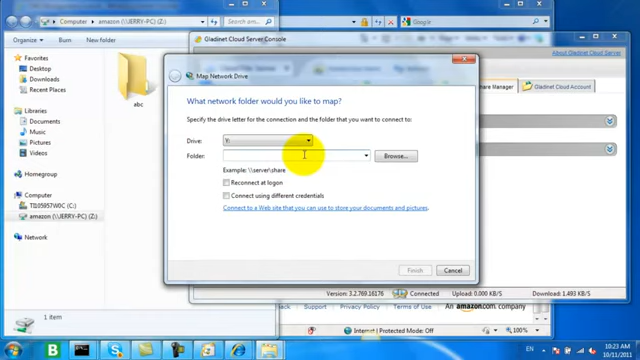 Computer ▸ amazon (\\JERRY-PC) (Z:) ▸
Google
Organize ▾ Burn New folder
Gladinet Cloud Server Console
About Gladinet Cloud Server
Favorites
Desktop
Downloads
Recent Places
Libraries
Documents
Music
Pictures
Videos
Homegroup
Computer
TI105957W0C (C:)
amazon (\\JERRY-PC) (Z:)
Network
abc
Manager
Gladinet Cloud Account
Map Network Drive
What network folder would you like to map?
Specify the drive letter for the connection and the folder that you want to connect to:
Drive: Y:
Folder: Browse...
Example: \\server\share
Reconnect at logon
Connect using different credentials
Connect to a Web site that you can use to store your documents and pictures.
Finish Cancel
Version: 3.2.769.16176 Connected Upload: 0.000 KB Download: 1.493 KB
Support Privacy Policy Terms of Use
An amazon.com company
1 item
Internet | Protected Mode: Off 100%
EN
10:23 AM
10/11/2011